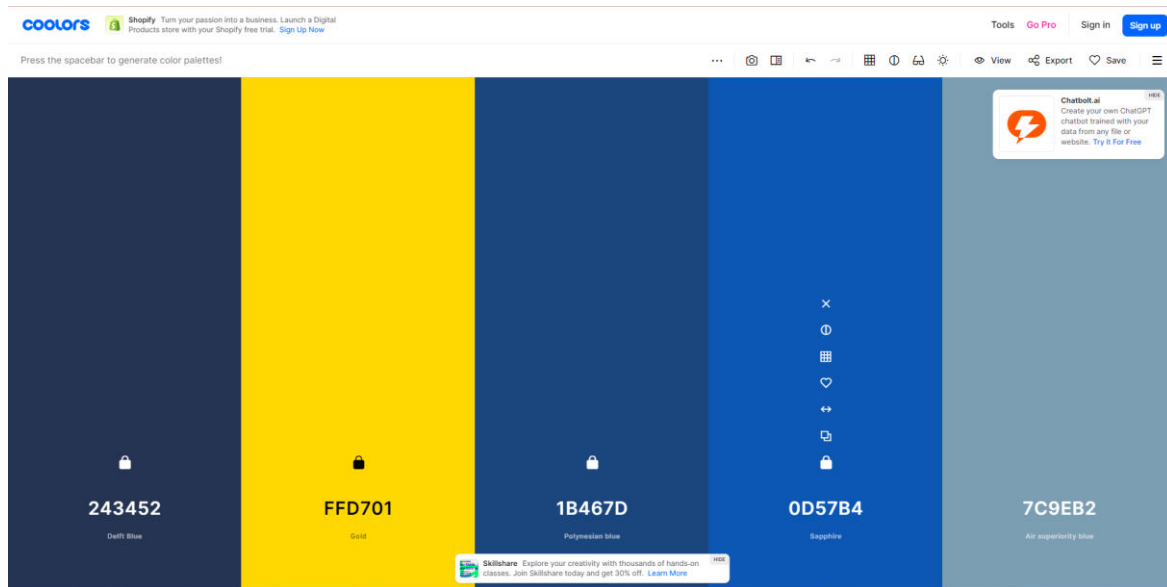 COOLORS
Shopify Turn your passion into a business. Launch a Digital
Products store with your Shopify free trial. Sign Up Now
Tools Go Pro Sign in Sign up
Press the spacebar to generate color palettes!
View Export Save
HIDE
Chatbolt.ai
Create your own ChatGPT
chatbot trained with your
data from any file or
website. Try It For Free
243452
Delft Blue
FFD701
Gold
1B467D
Polynesian blue
0D57B4
Sapphire
7C9EB2
Air superiority blue
Skillshare Explore your creativity with thousands of hands-on
classes. Join Skillshare today and get 30% off. Learn More
HIDE